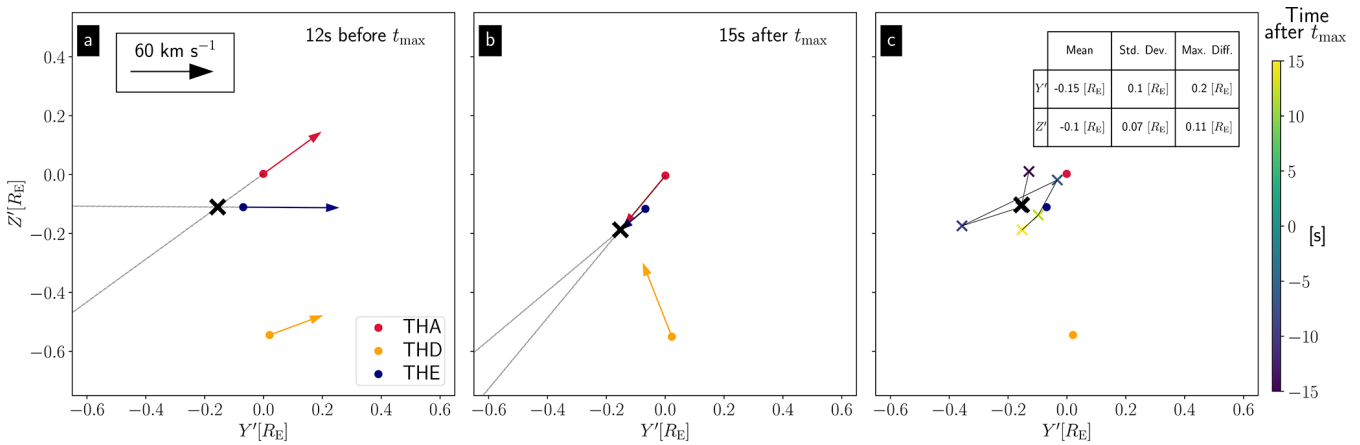 a
60 km s⁻¹
12s before t_max
THA
THD
THE
0.4
0.2
0.0
−0.2
−0.4
−0.6
Z′[R_E]
−0.6 −0.4 −0.2 0.0 0.2 0.4 0.6
Y′[R_E]
b
15s after t_max
−0.6 −0.4 −0.2 0.0 0.2 0.4 0.6
Y′[R_E]
c
Mean Std. Dev. Max. Diff.
Y′ -0.15 [R_E] 0.1 [R_E] 0.2 [R_E]
Z′ -0.1 [R_E] 0.07 [R_E] 0.11 [R_E]
−0.6 −0.4 −0.2 0.0 0.2 0.4 0.6
Y′[R_E]
Time
after t_max
15
10
5
0
[s]
−5
−10
−15